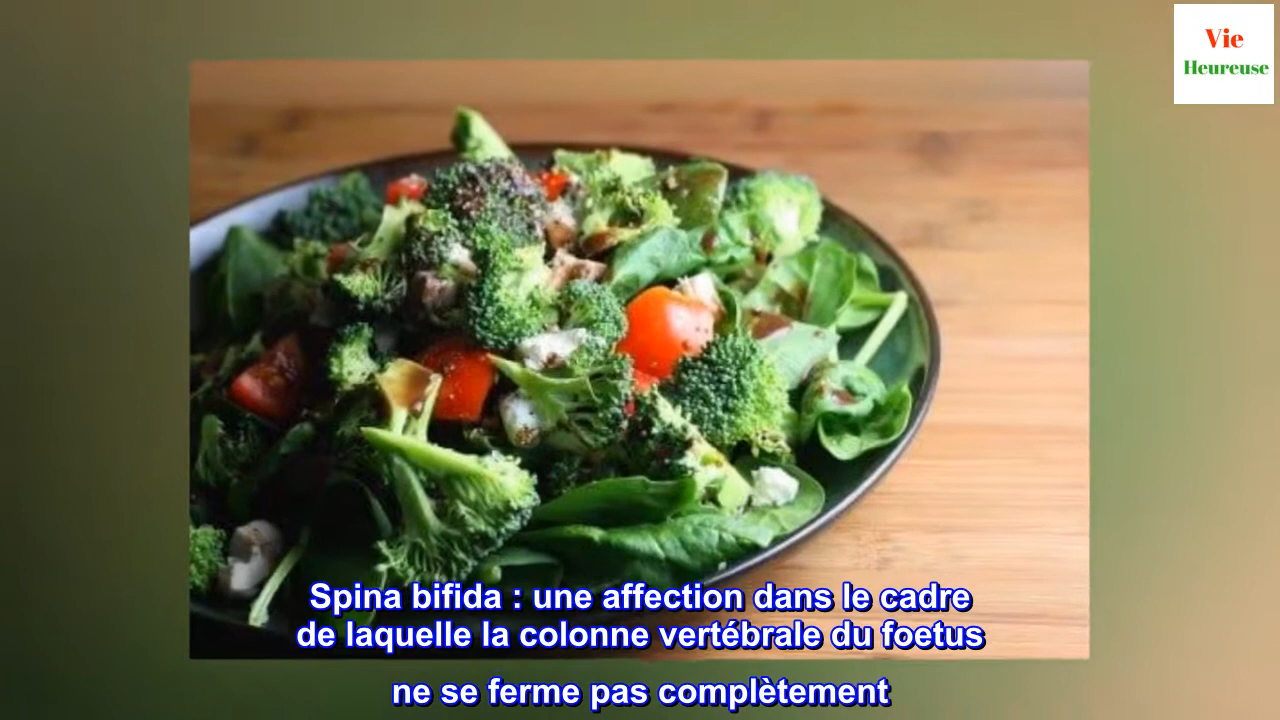 Vie
Heureuse
Spina bifida : une affection dans le cadre
de laquelle la colonne vertébrale du foetus
ne se ferme pas complètement